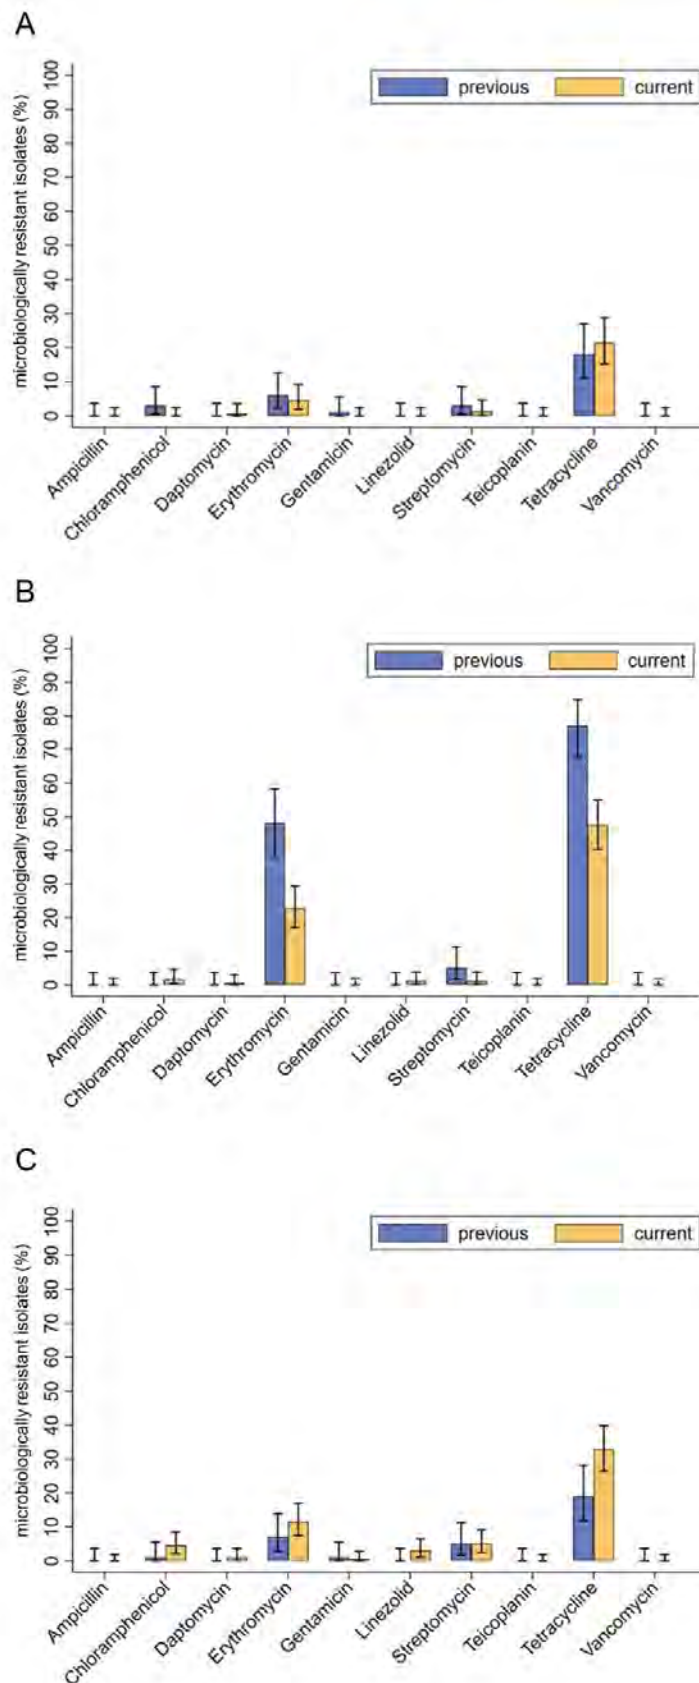 A
microbiologically resistant isolates (%)
100
90
80
70
60
50
40
30
20
10
0
previous current
Ampicillin
Chloramphenicol
Daptomycin
Erythromycin
Gentamicin
Linezolid
Streptomycin
Teicoplanin
Tetracycline
Vancomycin
B
microbiologically resistant isolates (%)
100
90
80
70
60
50
40
30
20
10
0
previous current
Ampicillin
Chloramphenicol
Daptomycin
Erythromycin
Gentamicin
Linezolid
Streptomycin
Teicoplanin
Tetracycline
Vancomycin
C
microbiologically resistant isolates (%)
100
90
80
70
60
50
40
30
20
10
0
previous current
Ampicillin
Chloramphenicol
Daptomycin
Erythromycin
Gentamicin
Linezolid
Streptomycin
Teicoplanin
Tetracycline
Vancomycin